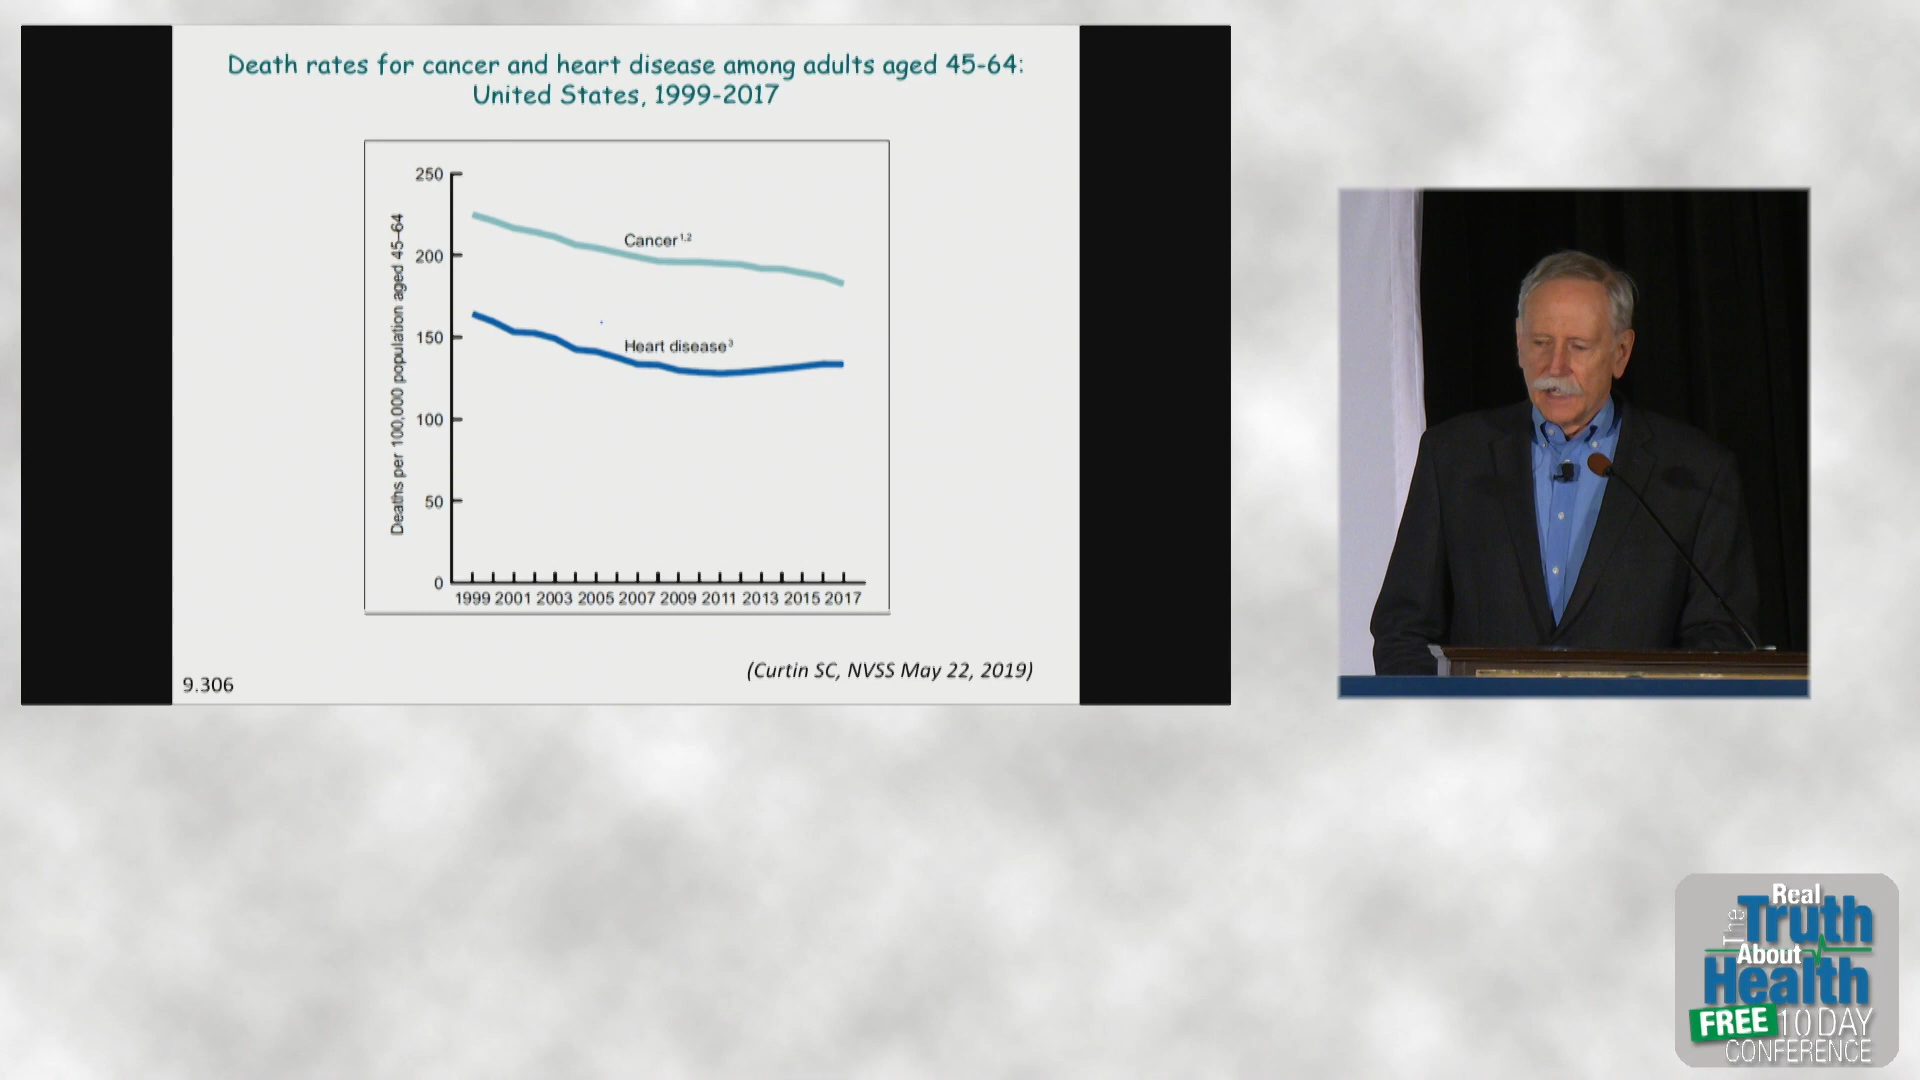 Death rates for cancer and heart disease among adults aged 45-64:
United States, 1999-2017
Deaths per 100,000 population aged 45–64
250
200
150
100
50
0
Cancer1,2
Heart disease3
1999 2001 2003 2005 2007 2009 2011 2013 2015 2017
(Curtin SC, NVSS May 22, 2019)
9.306
The Real
Truth
About
Health
FREE 10 DAY
CONFERENCE